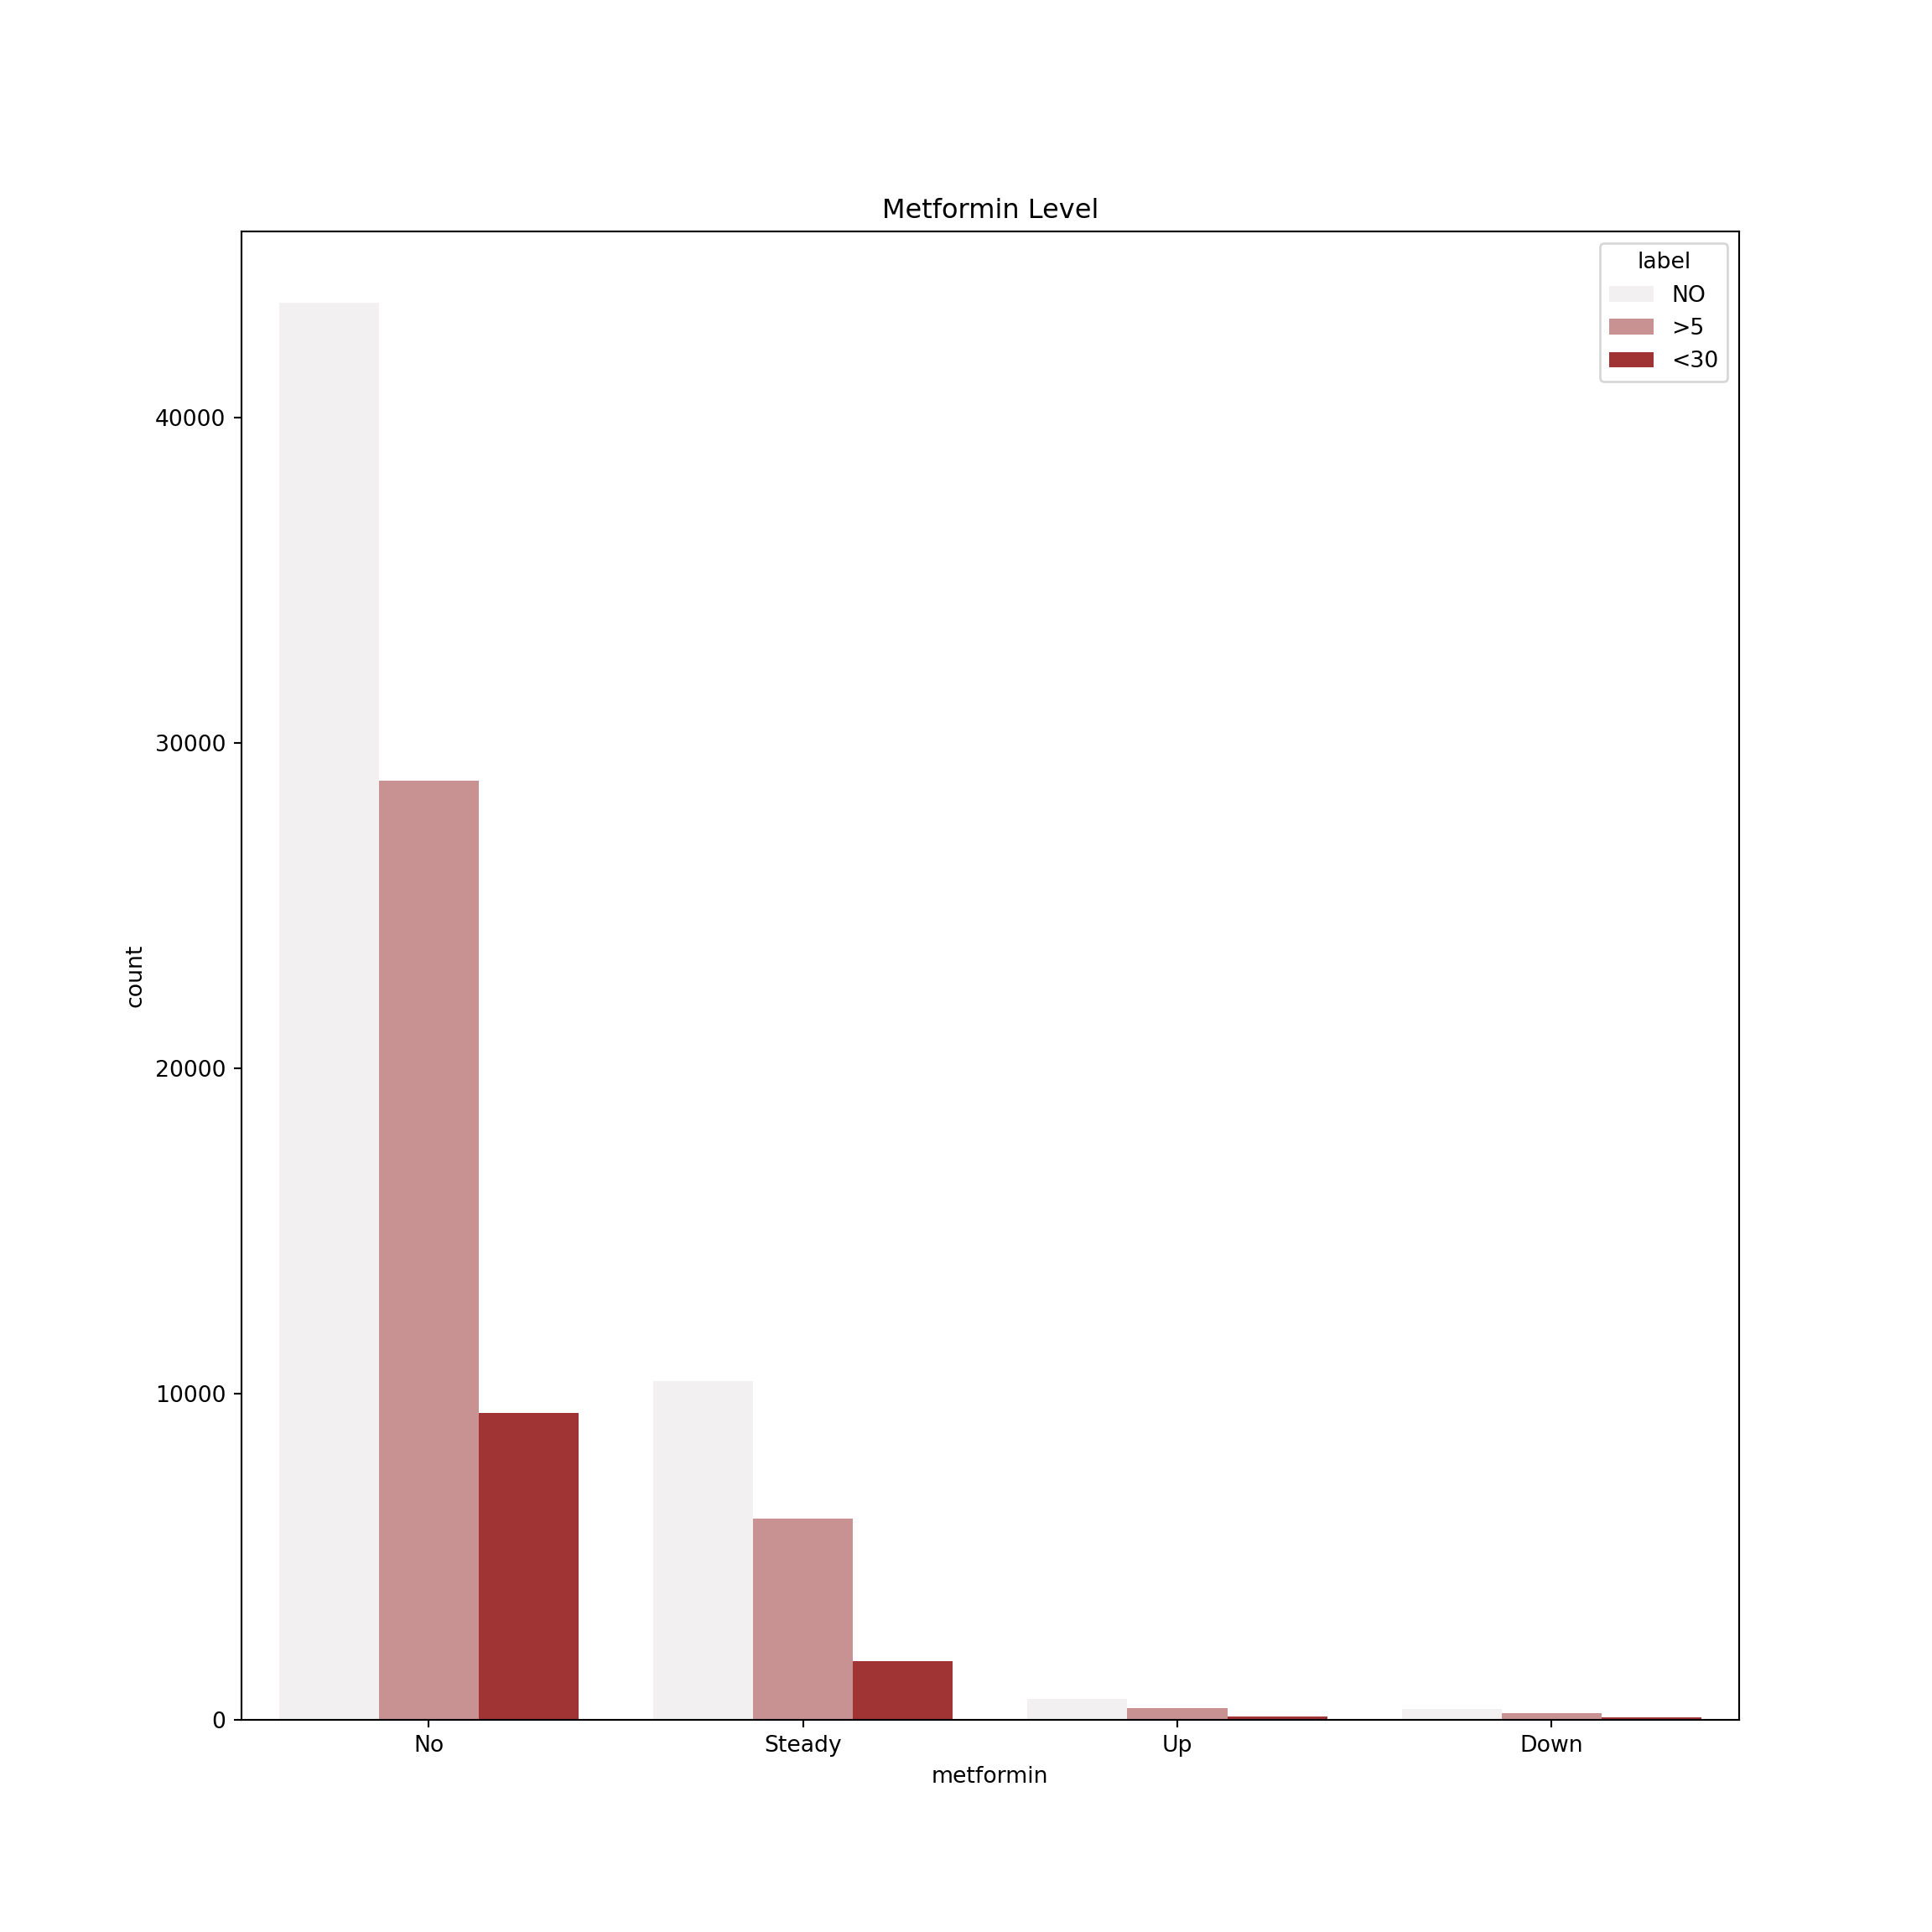 Metformin Level
label
NO
>5
<30
40000
30000
20000
10000
0
count
No
Steady
Up
Down
metformin